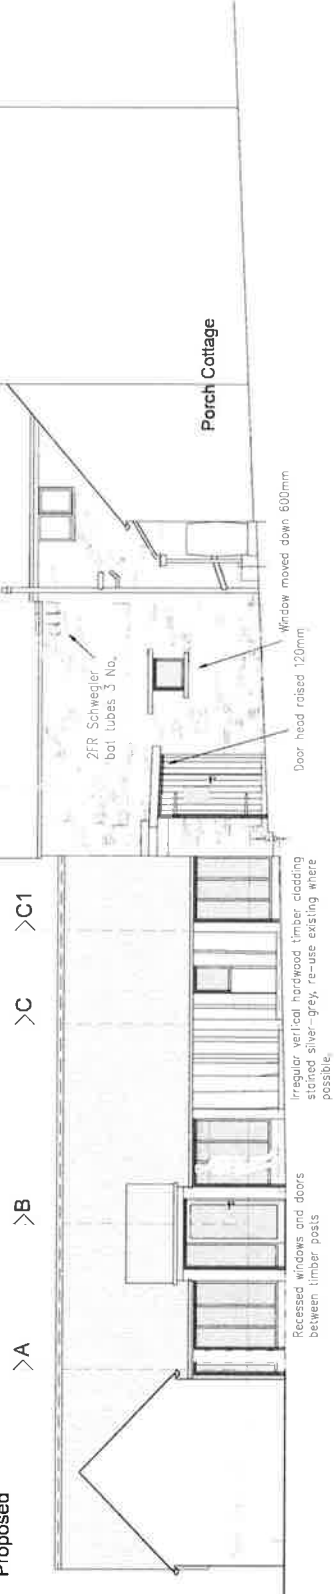 Proposed
>A
>B
>C
>C1
2FR Schwegler
bat tubes 3 No.
Porch Cottage
Window moved down 600mm
Door head raised 120mm
Irregular vertical hardwood timber cladding
stained silver-grey, re-use existing where
possible.
Recessed windows and doors
between timber posts